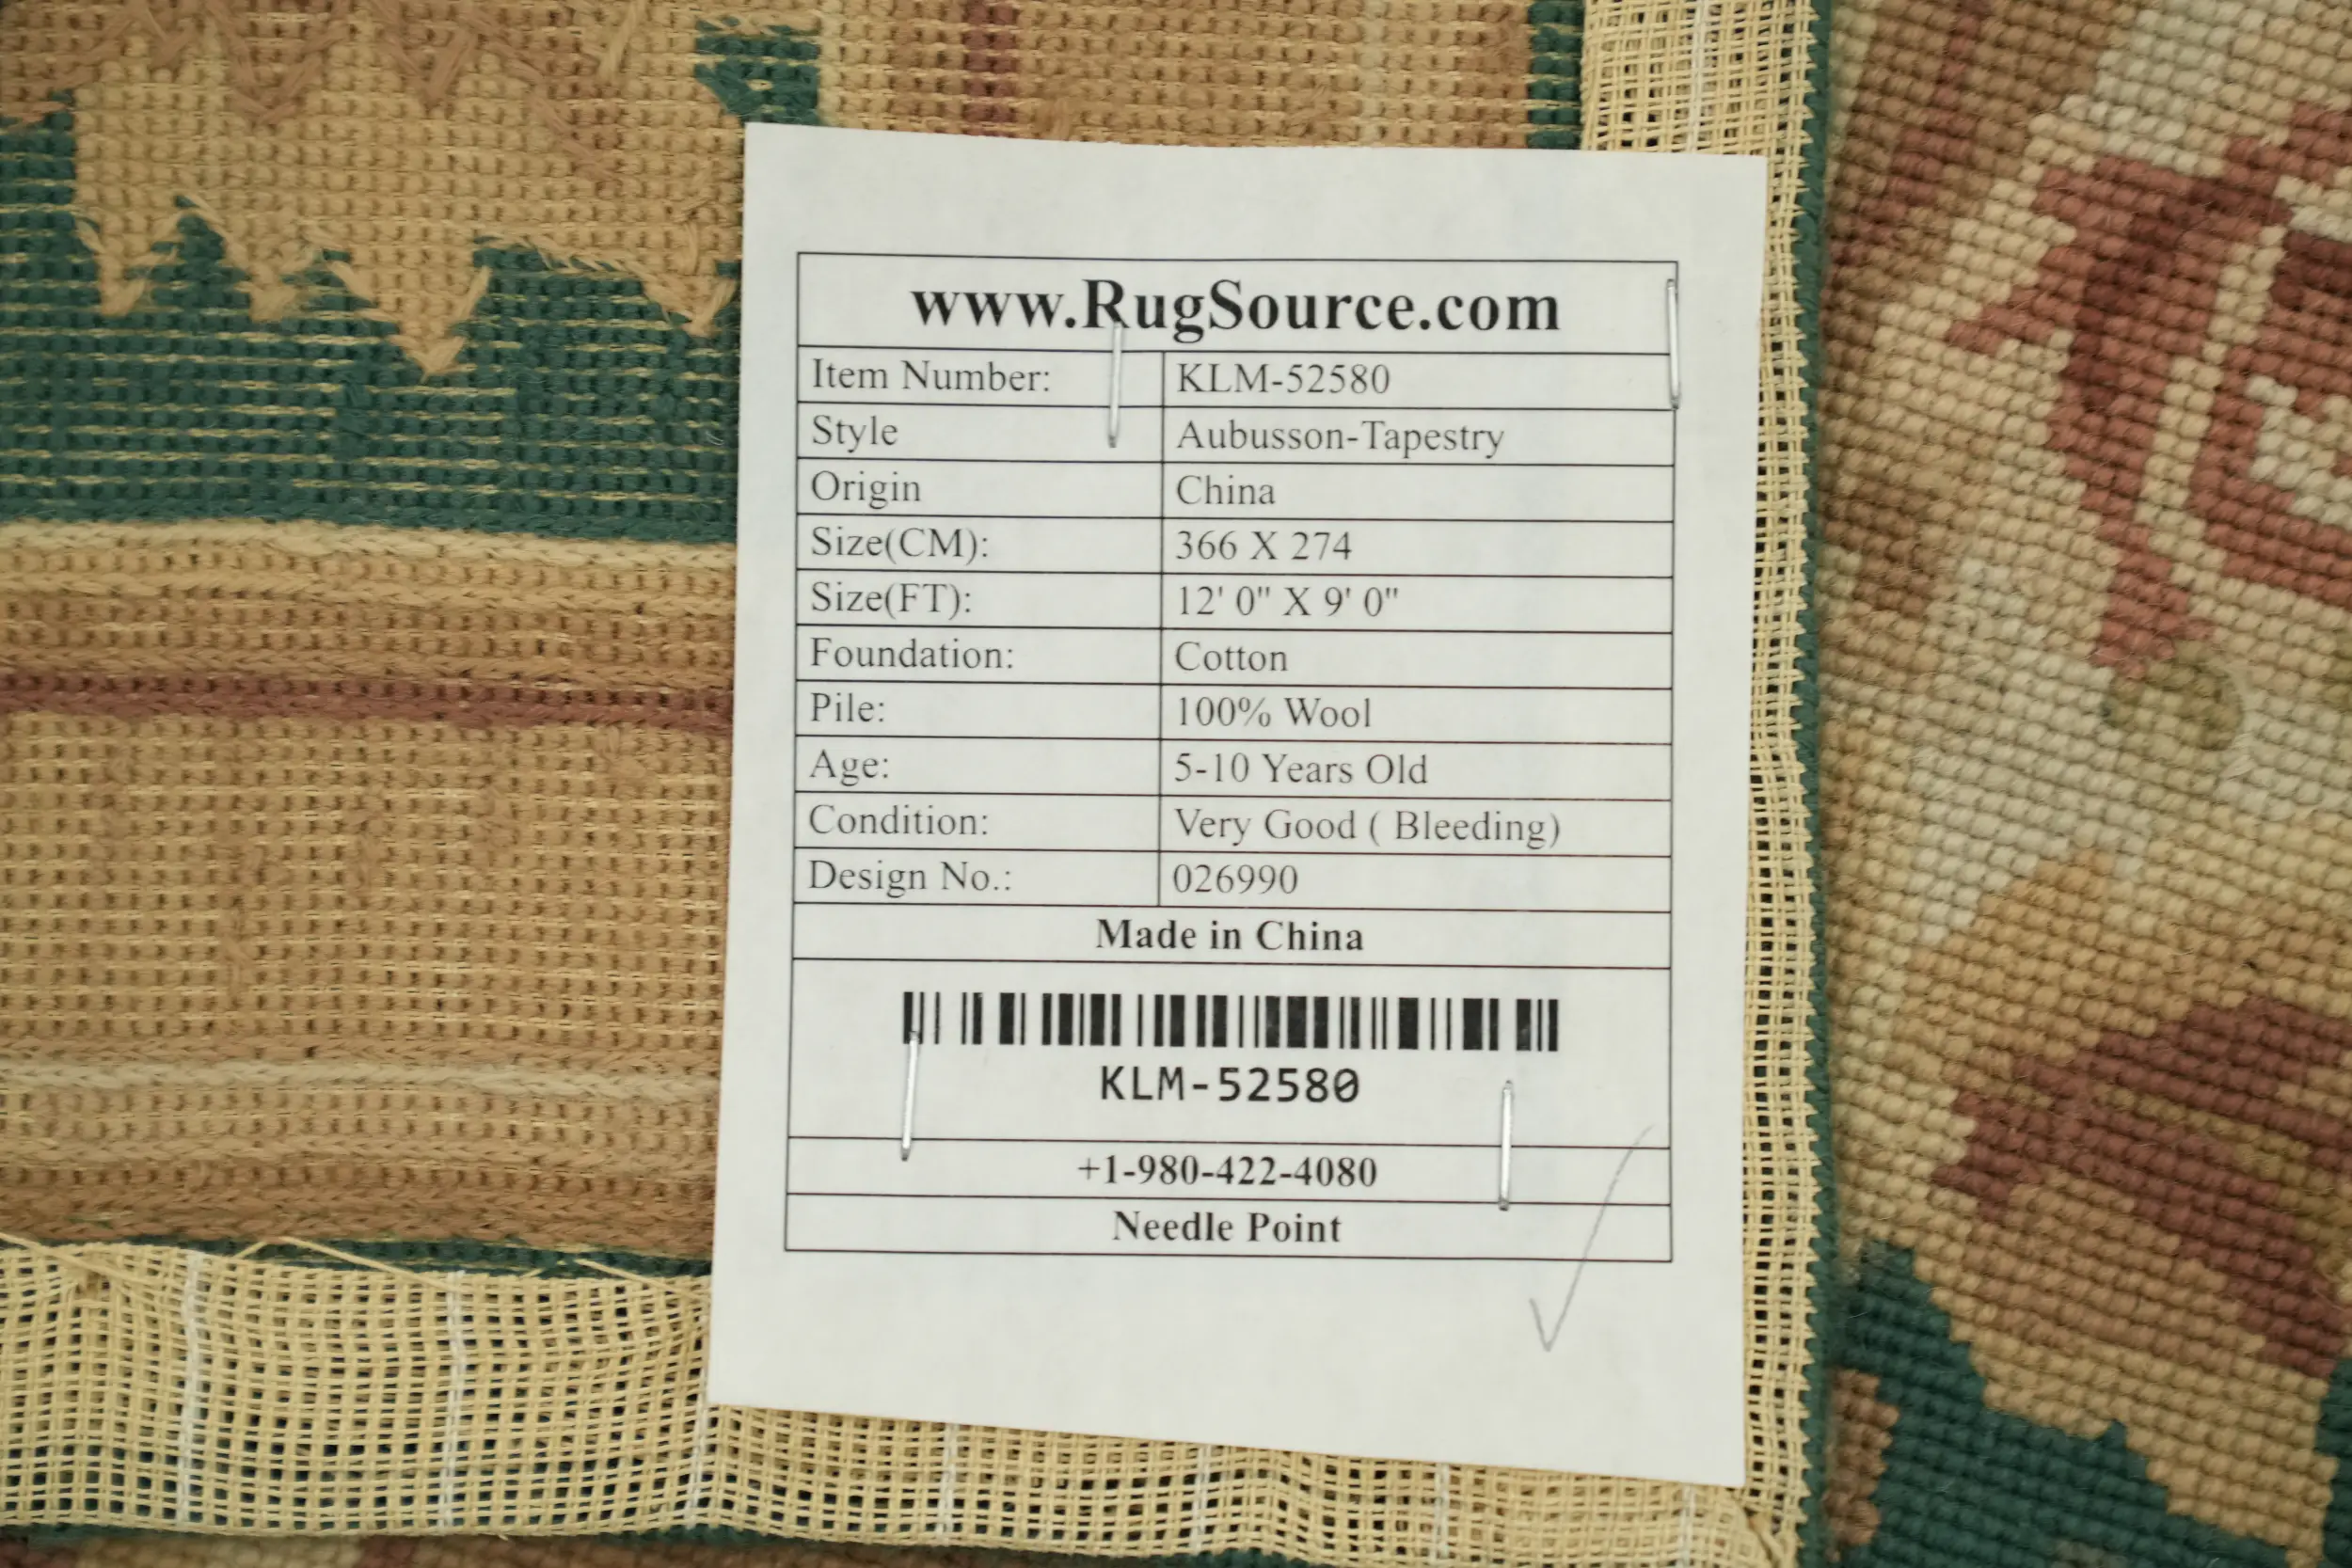 www.RugSource.com
Item Number: KLM-52580
Style Aubusson-Tapestry
Origin China
Size(CM): 366 X 274
Size(FT): 12' 0" X 9' 0"
Foundation: Cotton
Pile: 100% Wool
Age: 5-10 Years Old
Condition: Very Good ( Bleeding)
Design No.: 026990
Made in China
KLM-52580
+1-980-422-4080
Needle Point